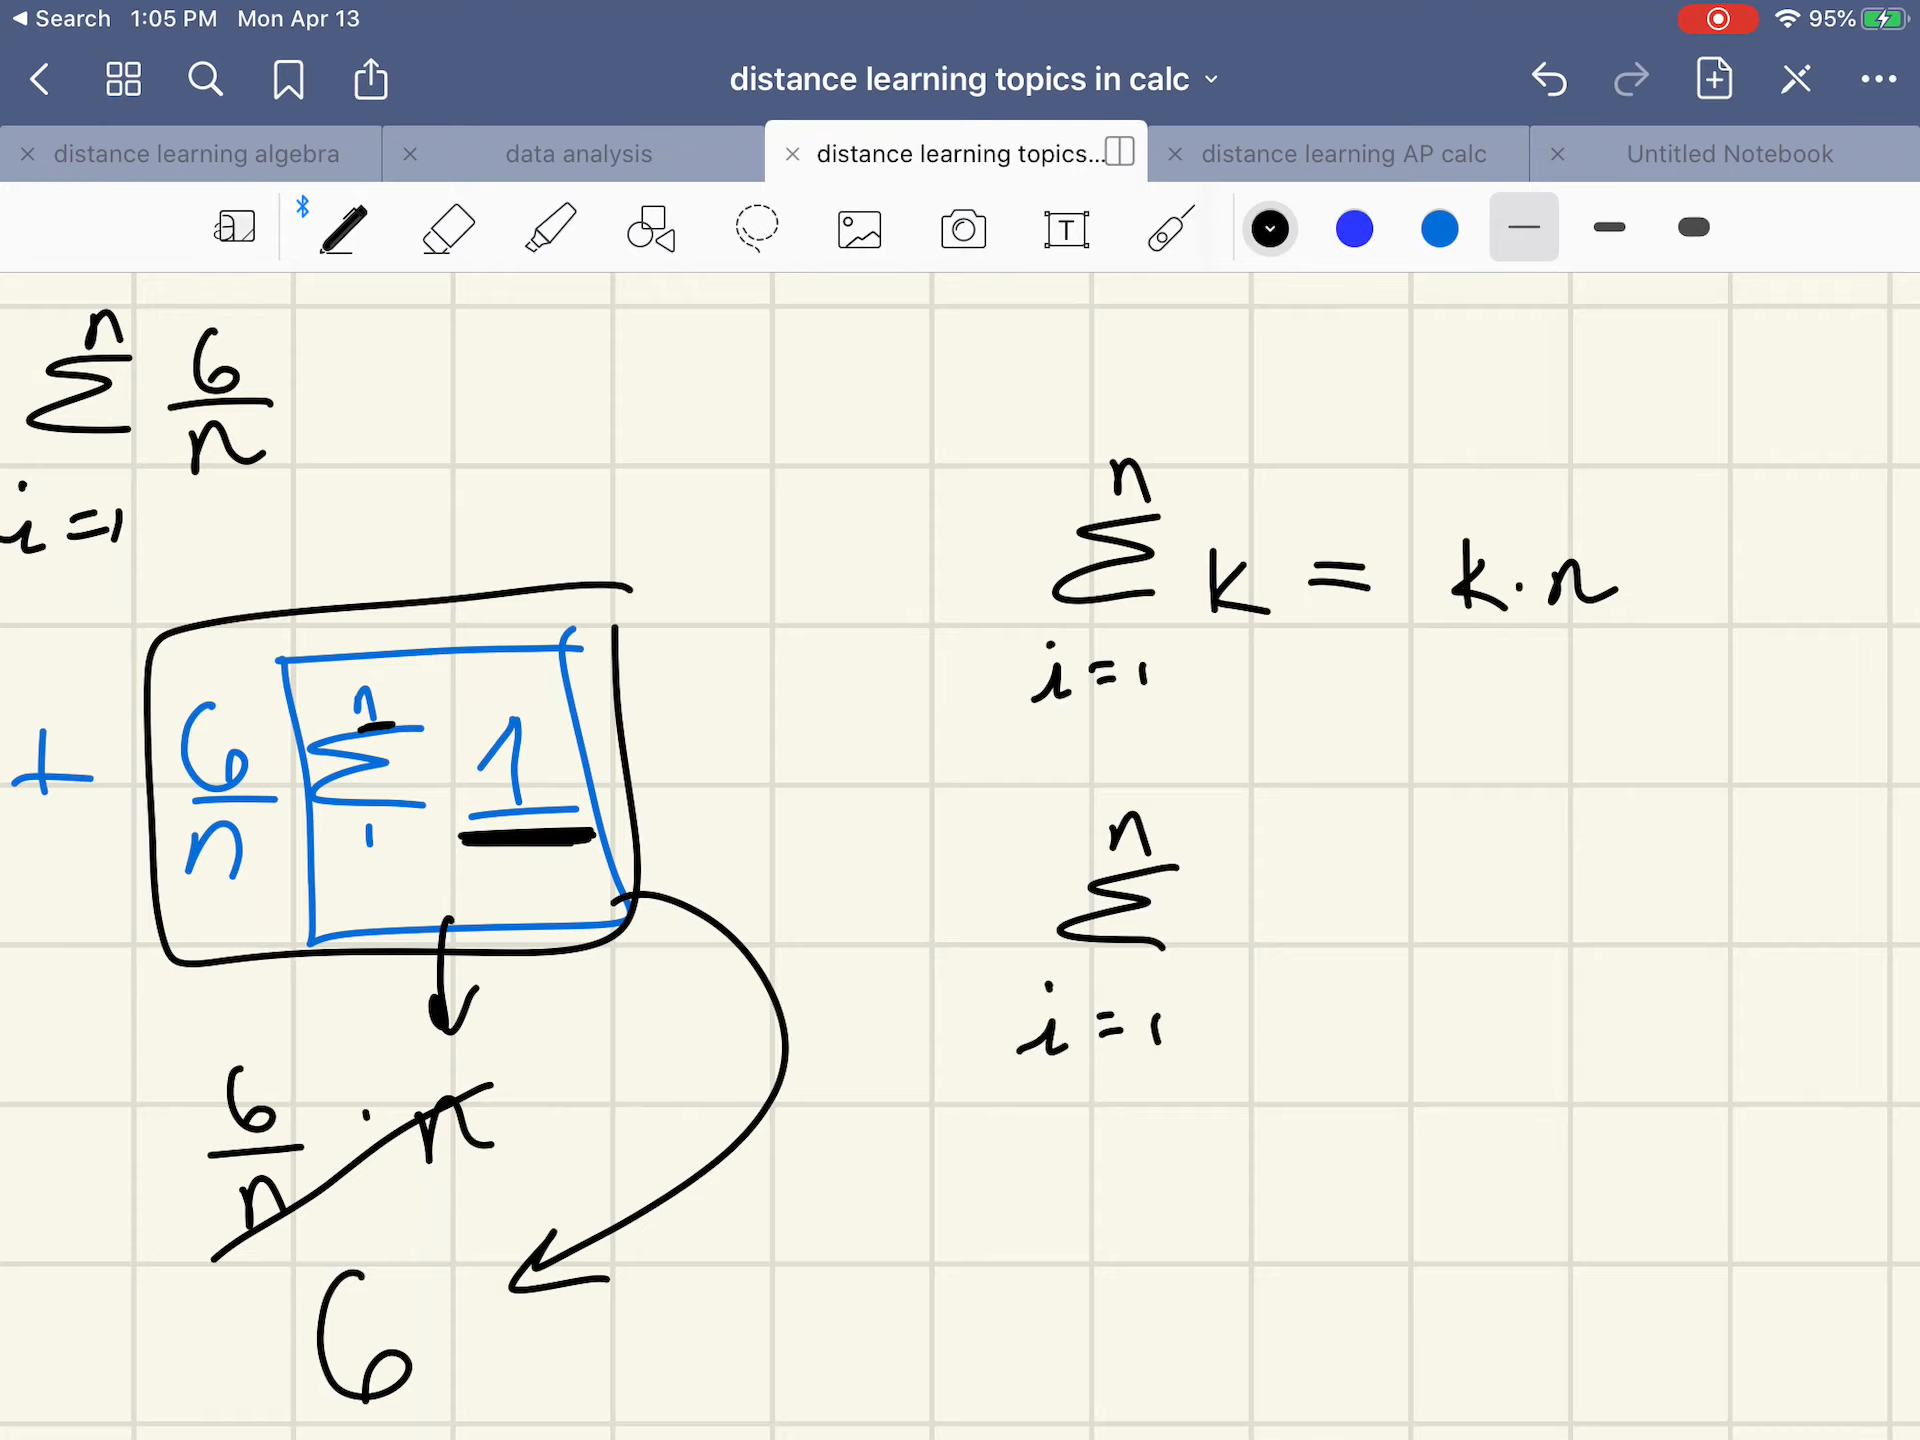 Search 1:05 PM Mon Apr 13 95%
distance learning topics in calc
distance learning algebra data analysis distance learning topics... distance learning AP calc Untitled Notebook
T
n
∑ 6/n
i=1
n
∑ k = k·n
i=1
+ 6/n n ∑ 1 1
n
∑
i=1
6/n · n
6